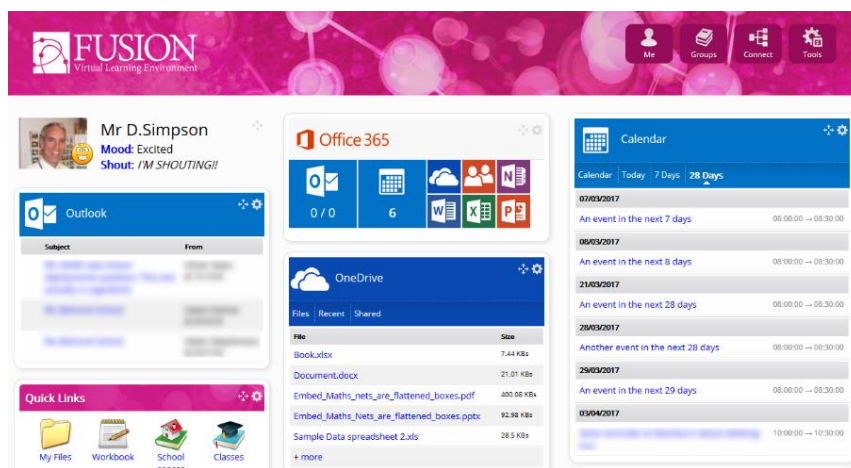 FUSION
Virtual Learning Environment
Me
Groups
Connect
Tools
Mr D.Simpson
Mood: Excited
Shout: I'M SHOUTING!!
Outlook
Subject From
Quick Links
My Files
Workbook
School
Classes
Office 365
0 / 0
6
OneDrive
Files Recent Shared
File Size
Book.xlsx 7.44 KBs
Document.docx 21.01 KBs
Embed_Maths_nets_are_flattened_boxes.pdf 400.08 KBs
Embed_Maths_Nets_are_flattened_boxes.pptx 92.98 KBs
Sample Data spreadsheet 2.xls 28.5 KBs
+ more
Calendar
Calendar Today 7 Days 28 Days
07/03/2017
An event in the next 7 days 08:00:00 → 08:30:00
08/03/2017
An event in the next 8 days 08:00:00 → 08:30:00
21/03/2017
An event in the next 28 days 08:00:00 → 08:30:00
28/03/2017
Another event in the next 28 days 08:00:00 → 08:30:00
29/03/2017
An event in the next 29 days 08:00:00 → 08:30:00
03/04/2017
10:00:00 → 10:30:00